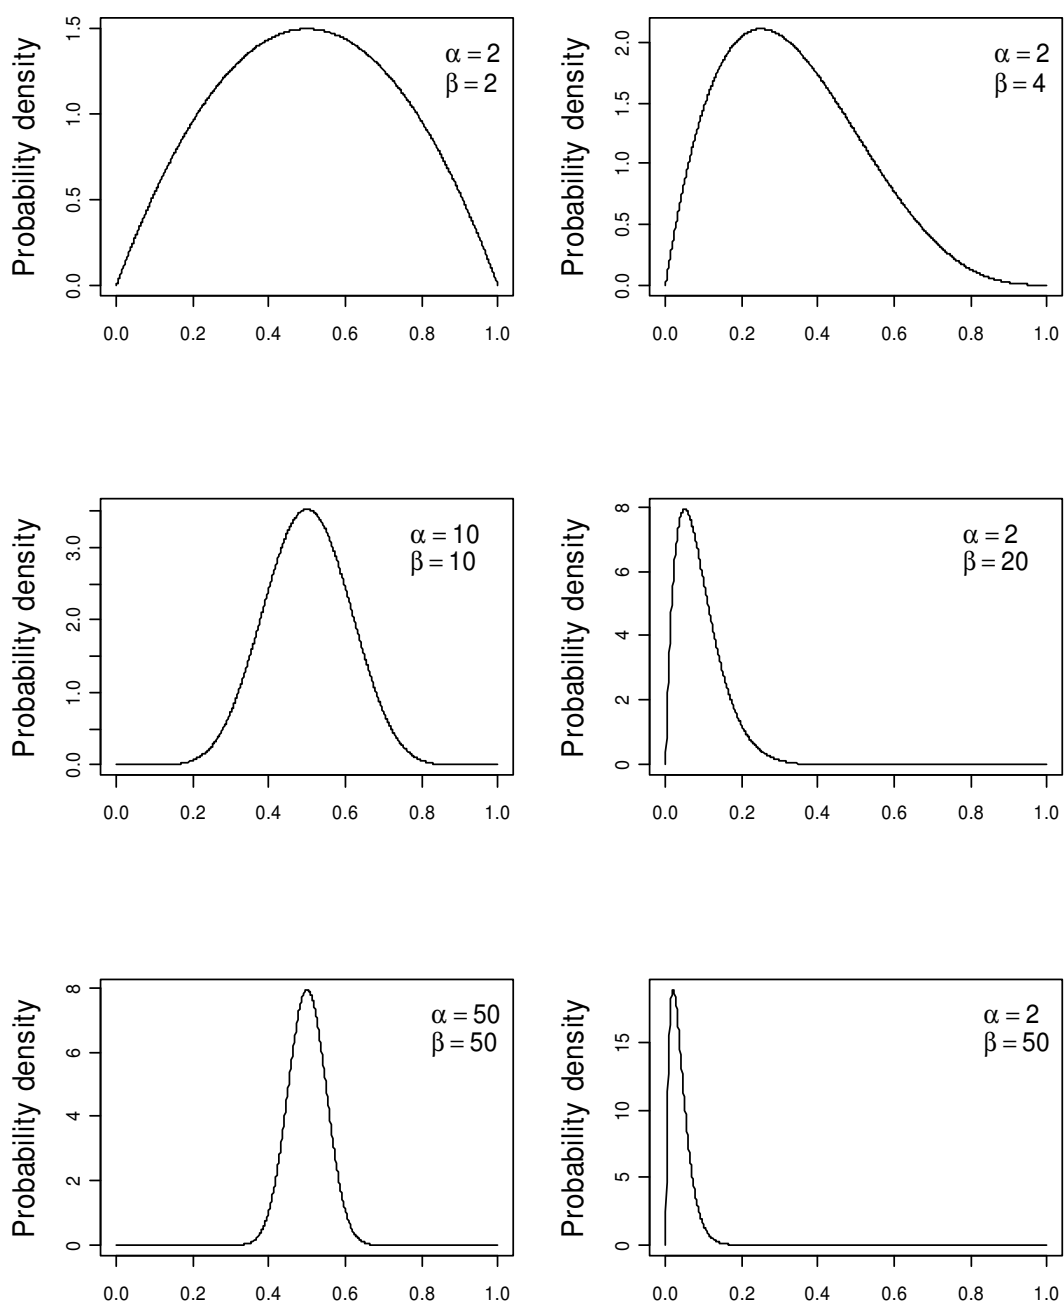 Probability density
1.5
1.0
0.5
0.0
α = 2
β = 2
0.0 0.2 0.4 0.6 0.8 1.0
Probability density
2.0
1.5
1.0
0.5
0.0
α = 2
β = 4
0.0 0.2 0.4 0.6 0.8 1.0
Probability density
3.0
2.0
1.0
0.0
α = 10
β = 10
0.0 0.2 0.4 0.6 0.8 1.0
Probability density
8
6
4
2
0
α = 2
β = 20
0.0 0.2 0.4 0.6 0.8 1.0
Probability density
8
6
4
2
0
α = 50
β = 50
0.0 0.2 0.4 0.6 0.8 1.0
Probability density
15
10
5
0
α = 2
β = 50
0.0 0.2 0.4 0.6 0.8 1.0